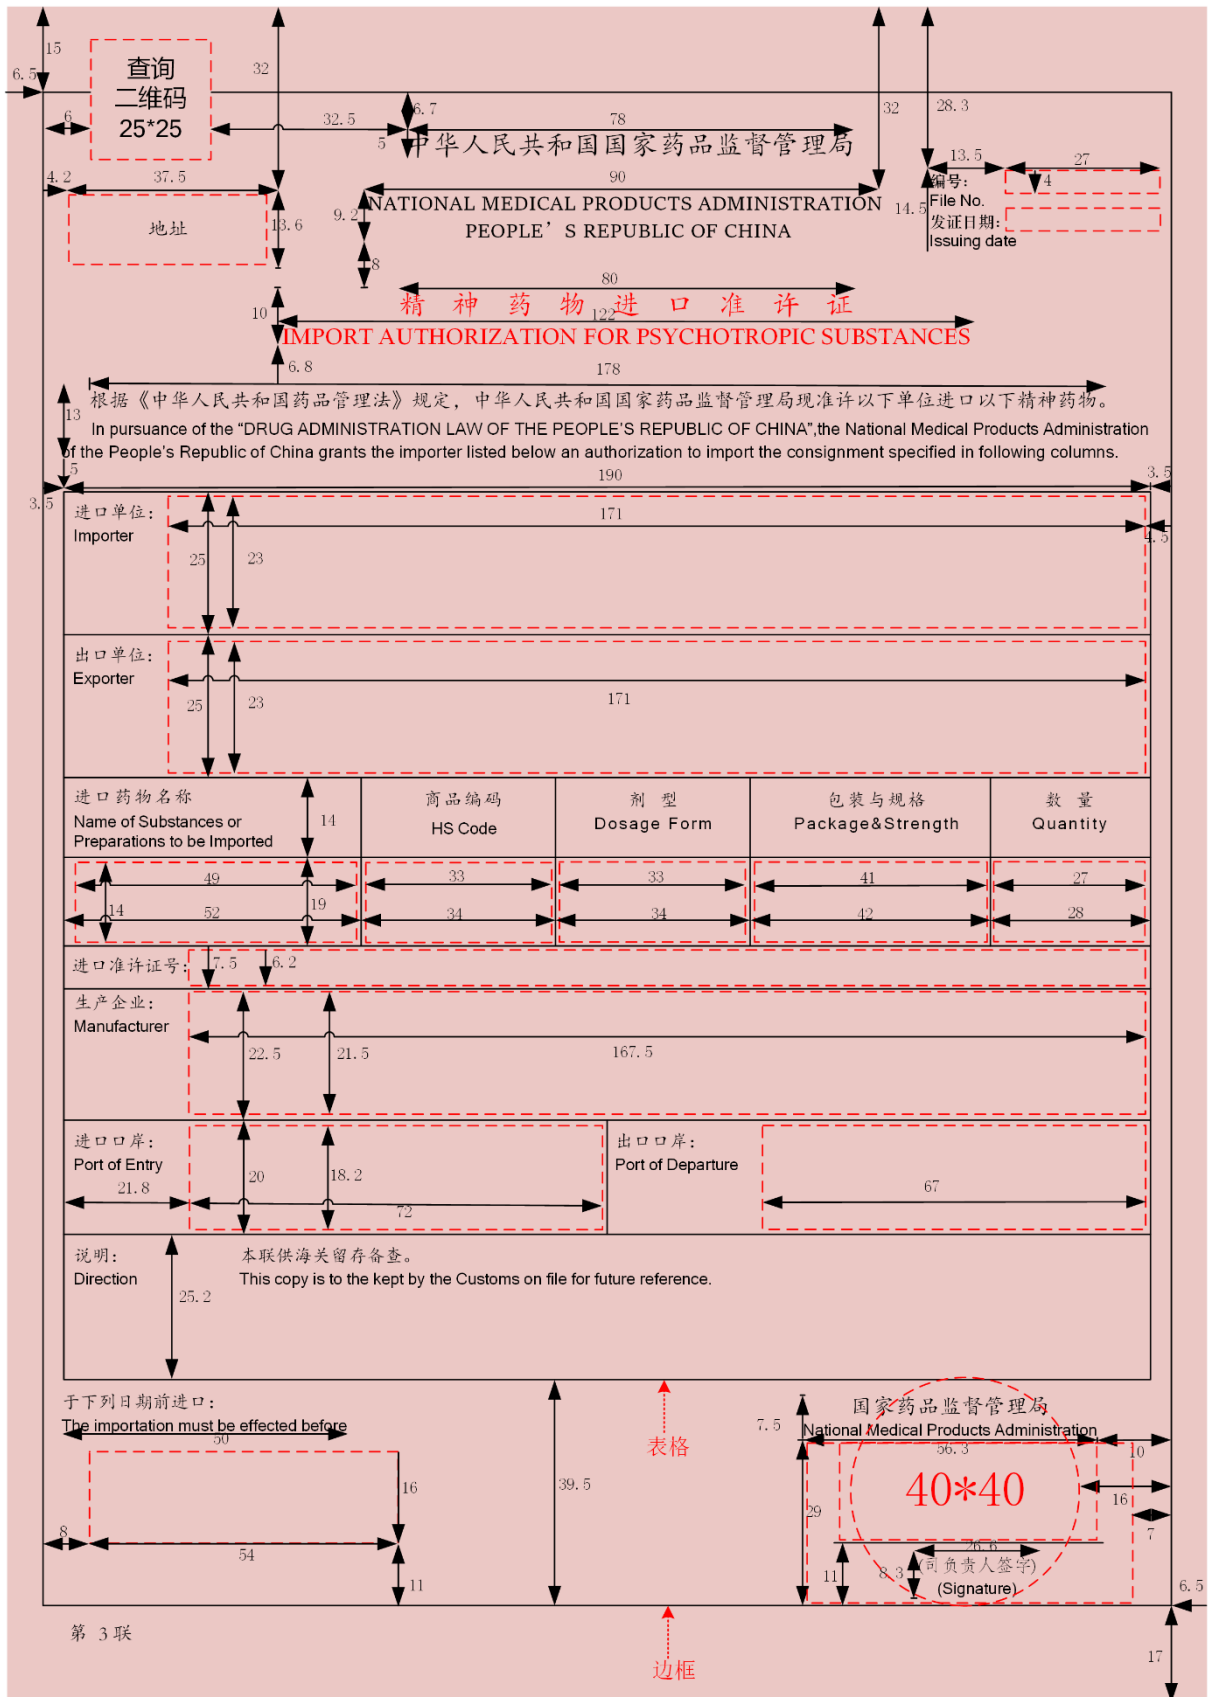 15
6.5
查询
二维码
25*25
6
32
32.5
6.7
5
78
中华人民共和国国家药品监督管理局
32
28.3
13.5
27
4.2
37.5
地址
13.6
9.2
90
NATIONAL MEDICAL PRODUCTS ADMINISTRATION
PEOPLE’S REPUBLIC OF CHINA
8
14.5
编号:
File No.
4
发证日期:
Issuing date
80
精 神 药 物 进 口 准 许 证
10
122
IMPORT AUTHORIZATION FOR PSYCHOTROPIC SUBSTANCES
6.8
178
13
根据《中华人民共和国药品管理法》规定，中华人民共和国国家药品监督管理局现准许以下单位进口以下精神药物。
In pursuance of the “DRUG ADMINISTRATION LAW OF THE PEOPLE'S REPUBLIC OF CHINA”,the National Medical Products Administration
of the People's Republic of China grants the importer listed below an authorization to import the consignment specified in following columns.
5
190
3.5
3.5
进口单位:
Importer
171
4.5
25
23
出口单位:
Exporter
171
25
23
进口药物名称
Name of Substances or
Preparations to be Imported
14
商品编码
HS Code
剂 型
Dosage Form
包装与规格
Package&Strength
数 量
Quantity
49
33
33
41
27
14
52
19
34
34
42
28
进口准许证号:
7.5
6.2
生产企业:
Manufacturer
22.5
21.5
167.5
进口口岸:
Port of Entry
21.8
20
18.2
72
出口口岸:
Port of Departure
67
说明:
Direction
本联供海关留存备查。
This copy is to the kept by the Customs on file for future reference.
25.2
于下列日期前进口:
The importation must be effected before
50
16
8
54
11
39.5
表格
7.5
国家药品监督管理局
National Medical Products Administration
56.3
10
40*40
29
16
7
26.6
11
8.3
(司负责人签字)
(Signature)
6.5
第 3 联
边框
17